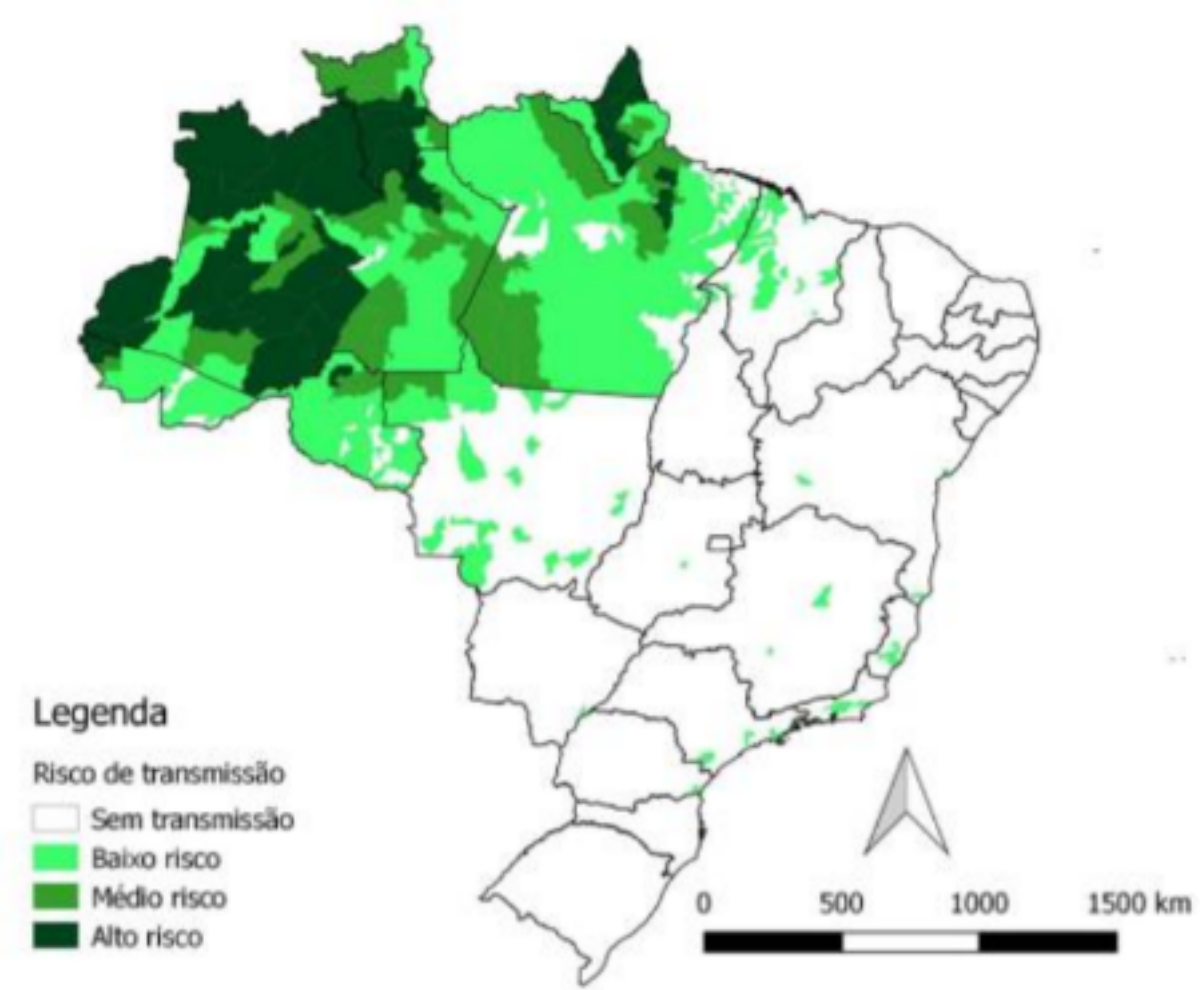 Legenda
Risco de transmissão
Sem transmissão
Baixo risco
Médio risco
Alto risco
0 500 1000 1500 km